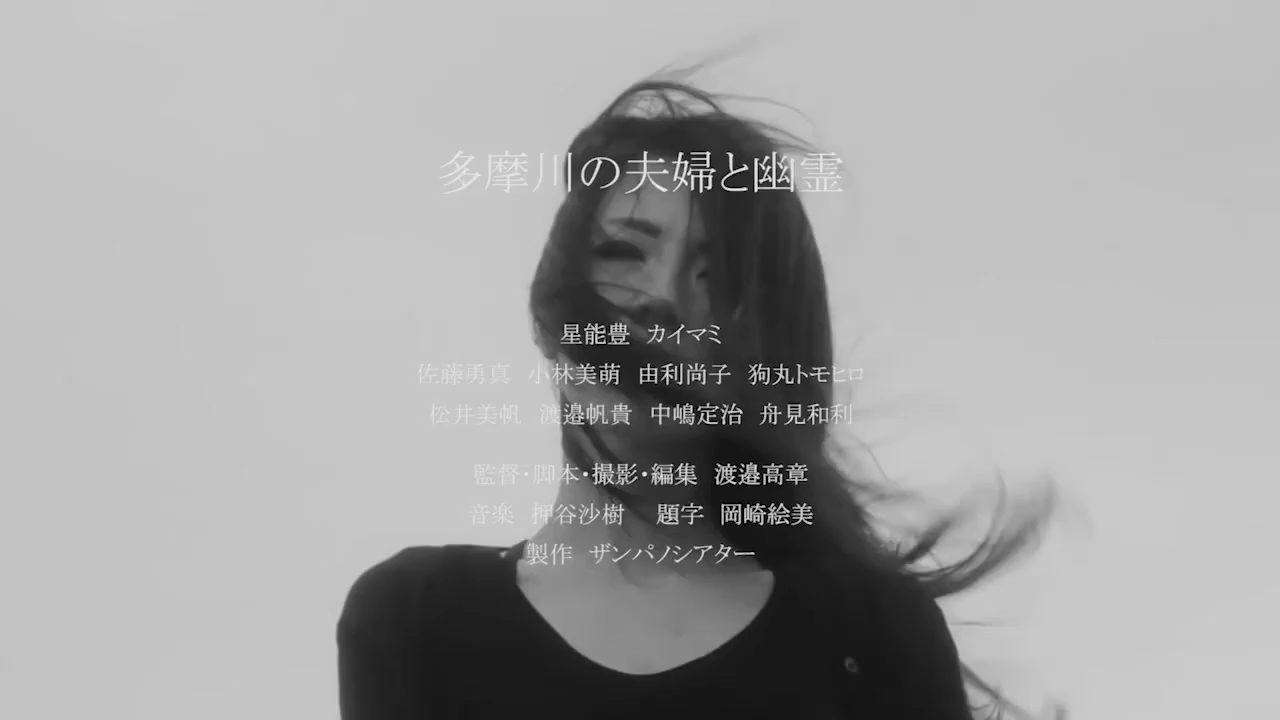 多摩川の夫婦と幽霊
星能豊　カイマミ
佐藤勇真　小林美萌　由利尚子　狗丸トモヒロ
松井美帆　渡邉帆貴　中嶋定治　舟見和利
監督・脚本・撮影・編集　渡邉高章
音楽　押谷沙樹　題字　岡崎絵美
製作　ザンパノシアター